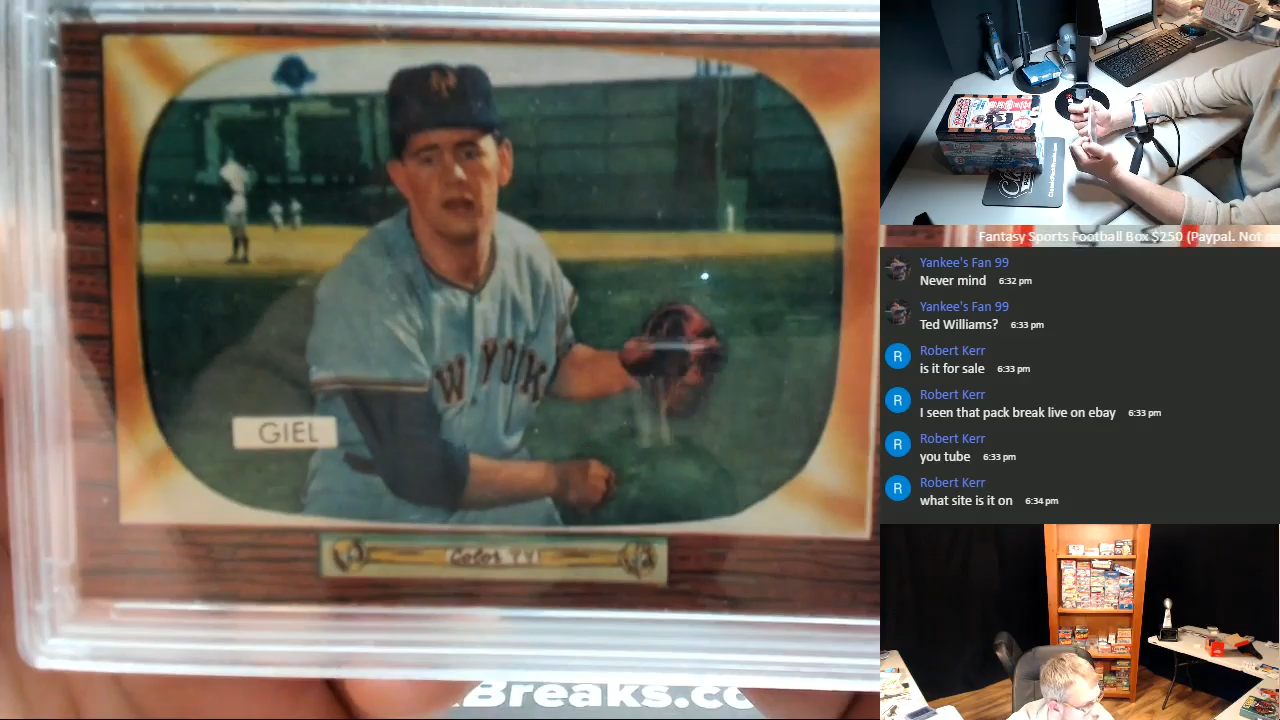 NY
W YORK
GIEL
Color T.V.
Breaks.co
Fantasy Sports Football Box $250 (Paypal. Not
Yankee's Fan 99
Never mind 6:32 pm
Yankee's Fan 99
Ted Williams? 6:33 pm
R
Robert Kerr
is it for sale 6:33 pm
R
Robert Kerr
I seen that pack break live on ebay 6:33 pm
R
Robert Kerr
you tube 6:33 pm
R
Robert Kerr
what site is it on 6:34 pm